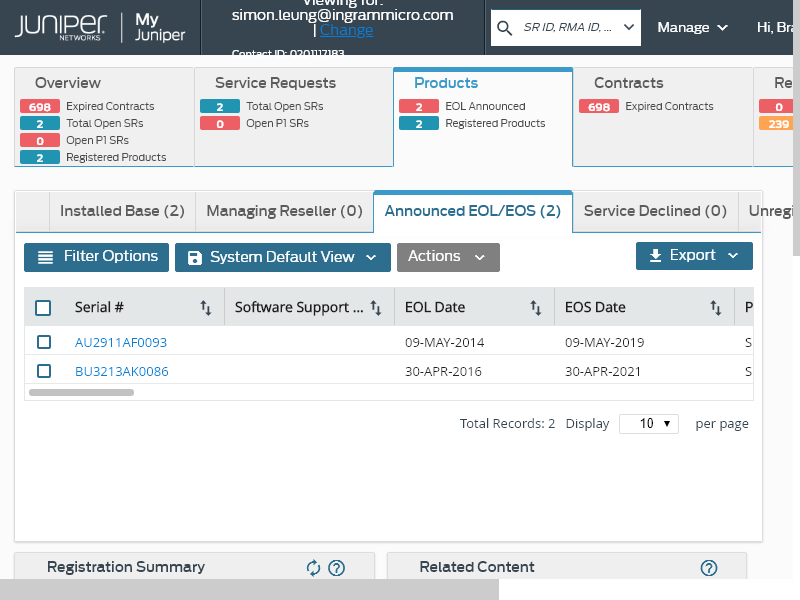 JUNIPER
NETWORKS
My
Juniper
Viewing for:
simon.leung@ingrammicro.com
| Change
Contact ID: 0201117183
SR ID, RMA ID, ...
Manage
Hi, Bra
Overview
698 Expired Contracts
2 Total Open SRs
0 Open P1 SRs
2 Registered Products
Service Requests
2 Total Open SRs
0 Open P1 SRs
Products
2 EOL Announced
2 Registered Products
Contracts
698 Expired Contracts
Re
0
239
Installed Base (2) Managing Reseller (0) Announced EOL/EOS (2) Service Declined (0) Unregi
Filter Options System Default View Actions Export
Serial # Software Support ... EOL Date EOS Date P
AU2911AF0093 09-MAY-2014 09-MAY-2019 S
BU3213AK0086 30-APR-2016 30-APR-2021 S
Total Records: 2 Display 10 per page
Registration Summary Related Content